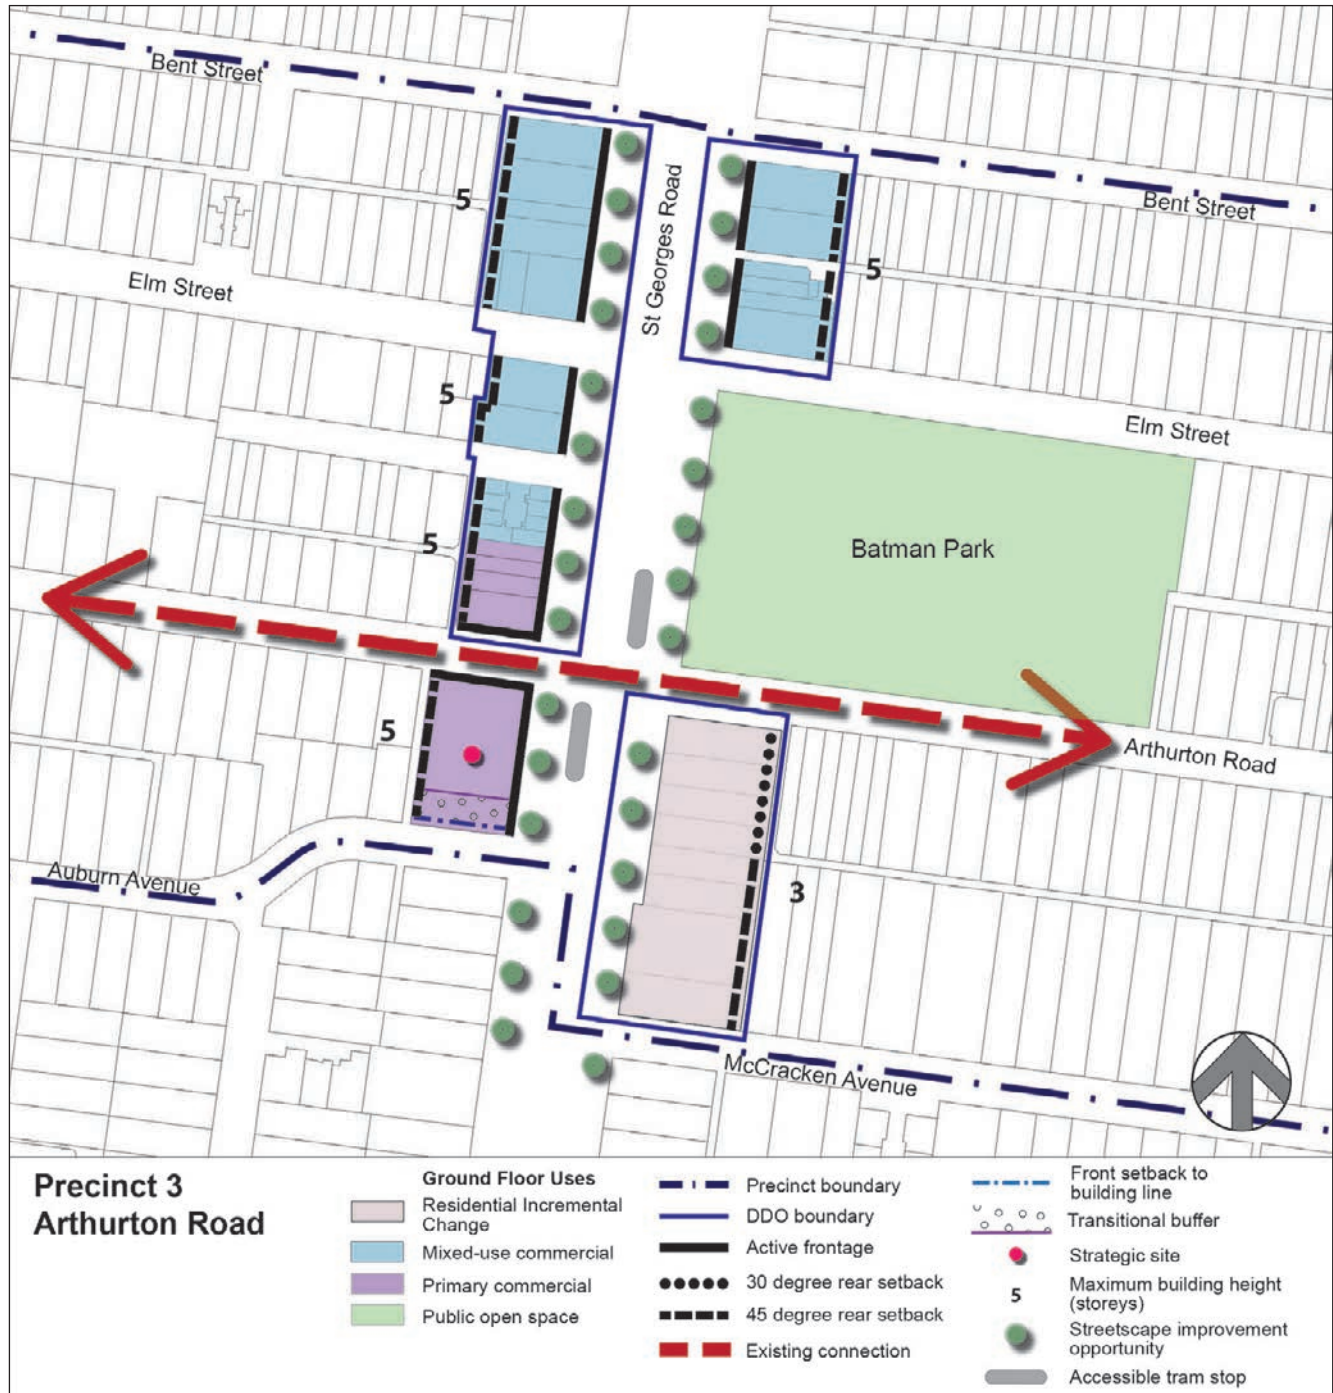 Bent Street
St Georges Road
Bent Street
5
5
Elm Street
5
Elm Street
5
Batman Park
5
Arthurton Road
Auburn Avenue
3
McCracken Avenue
Precinct 3
Arthurton Road
Ground Floor Uses
Residential Incremental
Change
Mixed-use commercial
Primary commercial
Public open space
Precinct boundary
DDO boundary
Active frontage
30 degree rear setback
45 degree rear setback
Existing connection
Front setback to
building line
Transitional buffer
Strategic site
5
Maximum building height
(storeys)
Streetscape improvement
opportunity
Accessible tram stop